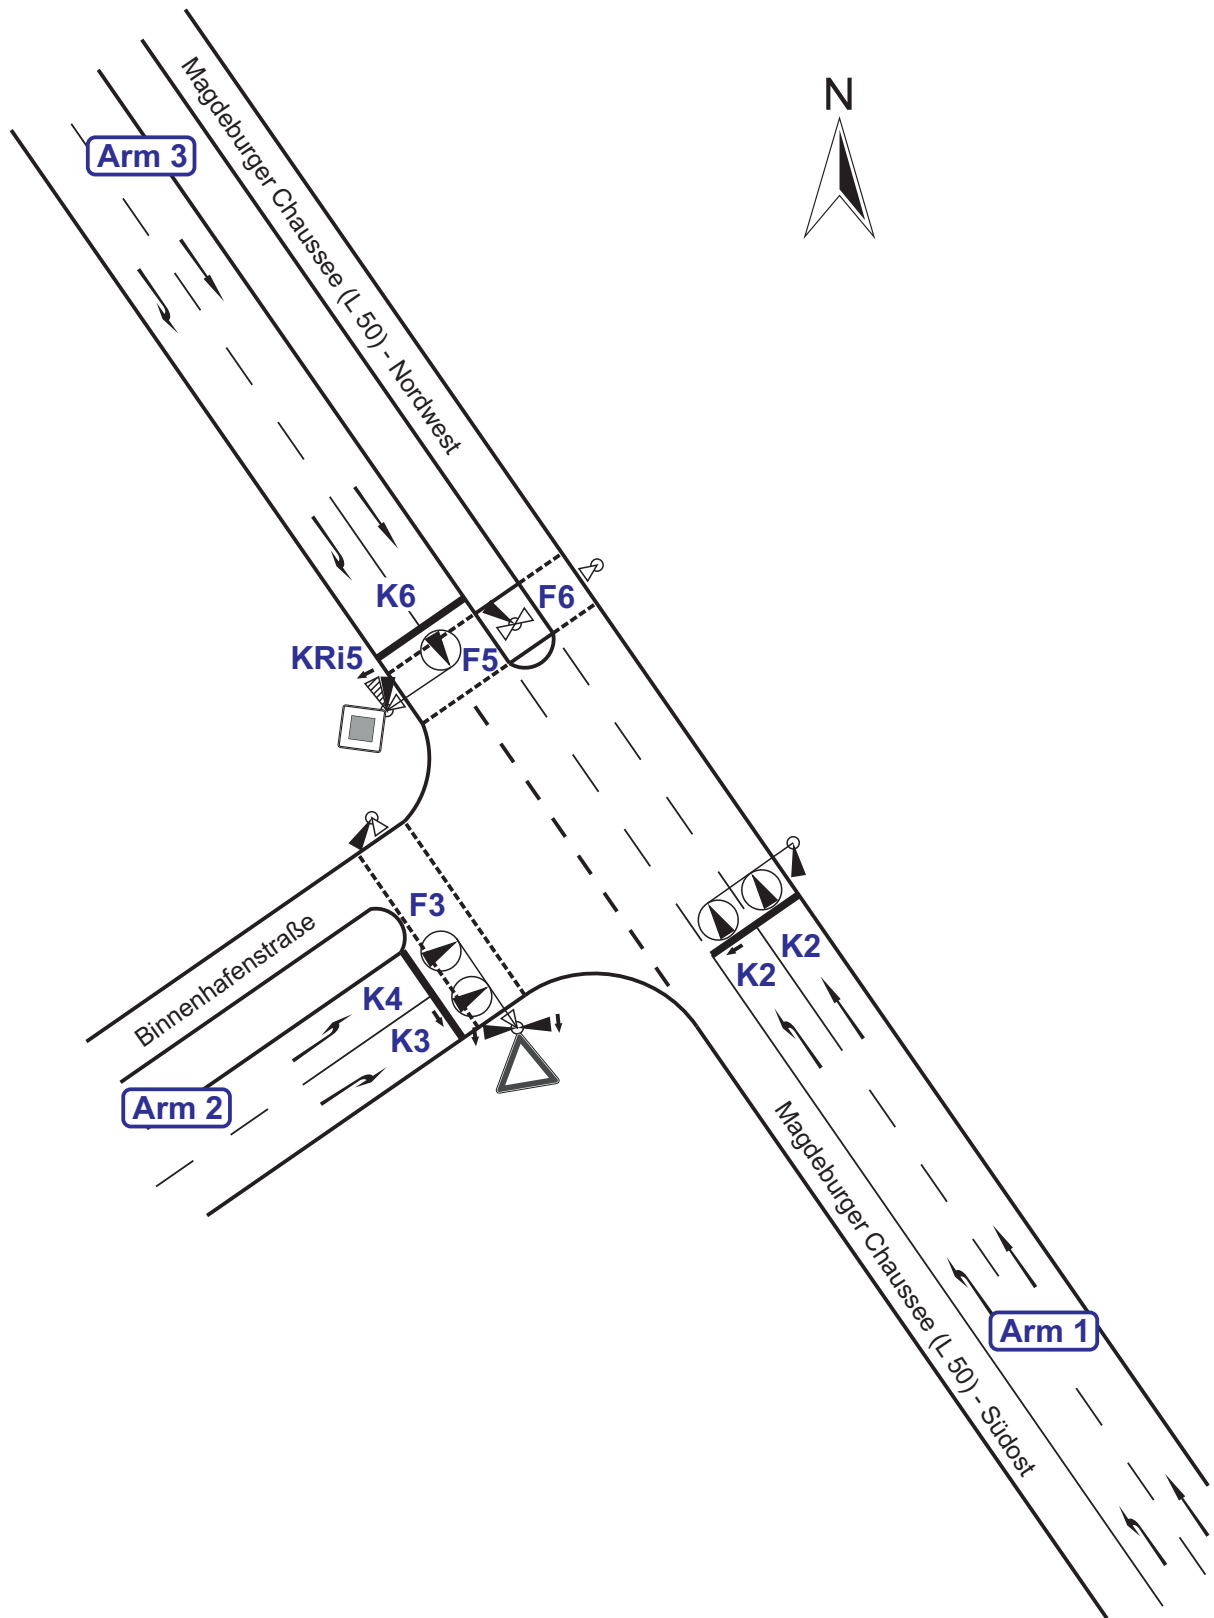 N
Arm 3
Magdeburger Chaussee (L 50) - Nordwest
K6
F6
KRi5
F5
F3
K2
K2
K4
K3
Binnenhafenstraße
Arm 2
Magdeburger Chaussee (L 50) - Südost
Arm 1